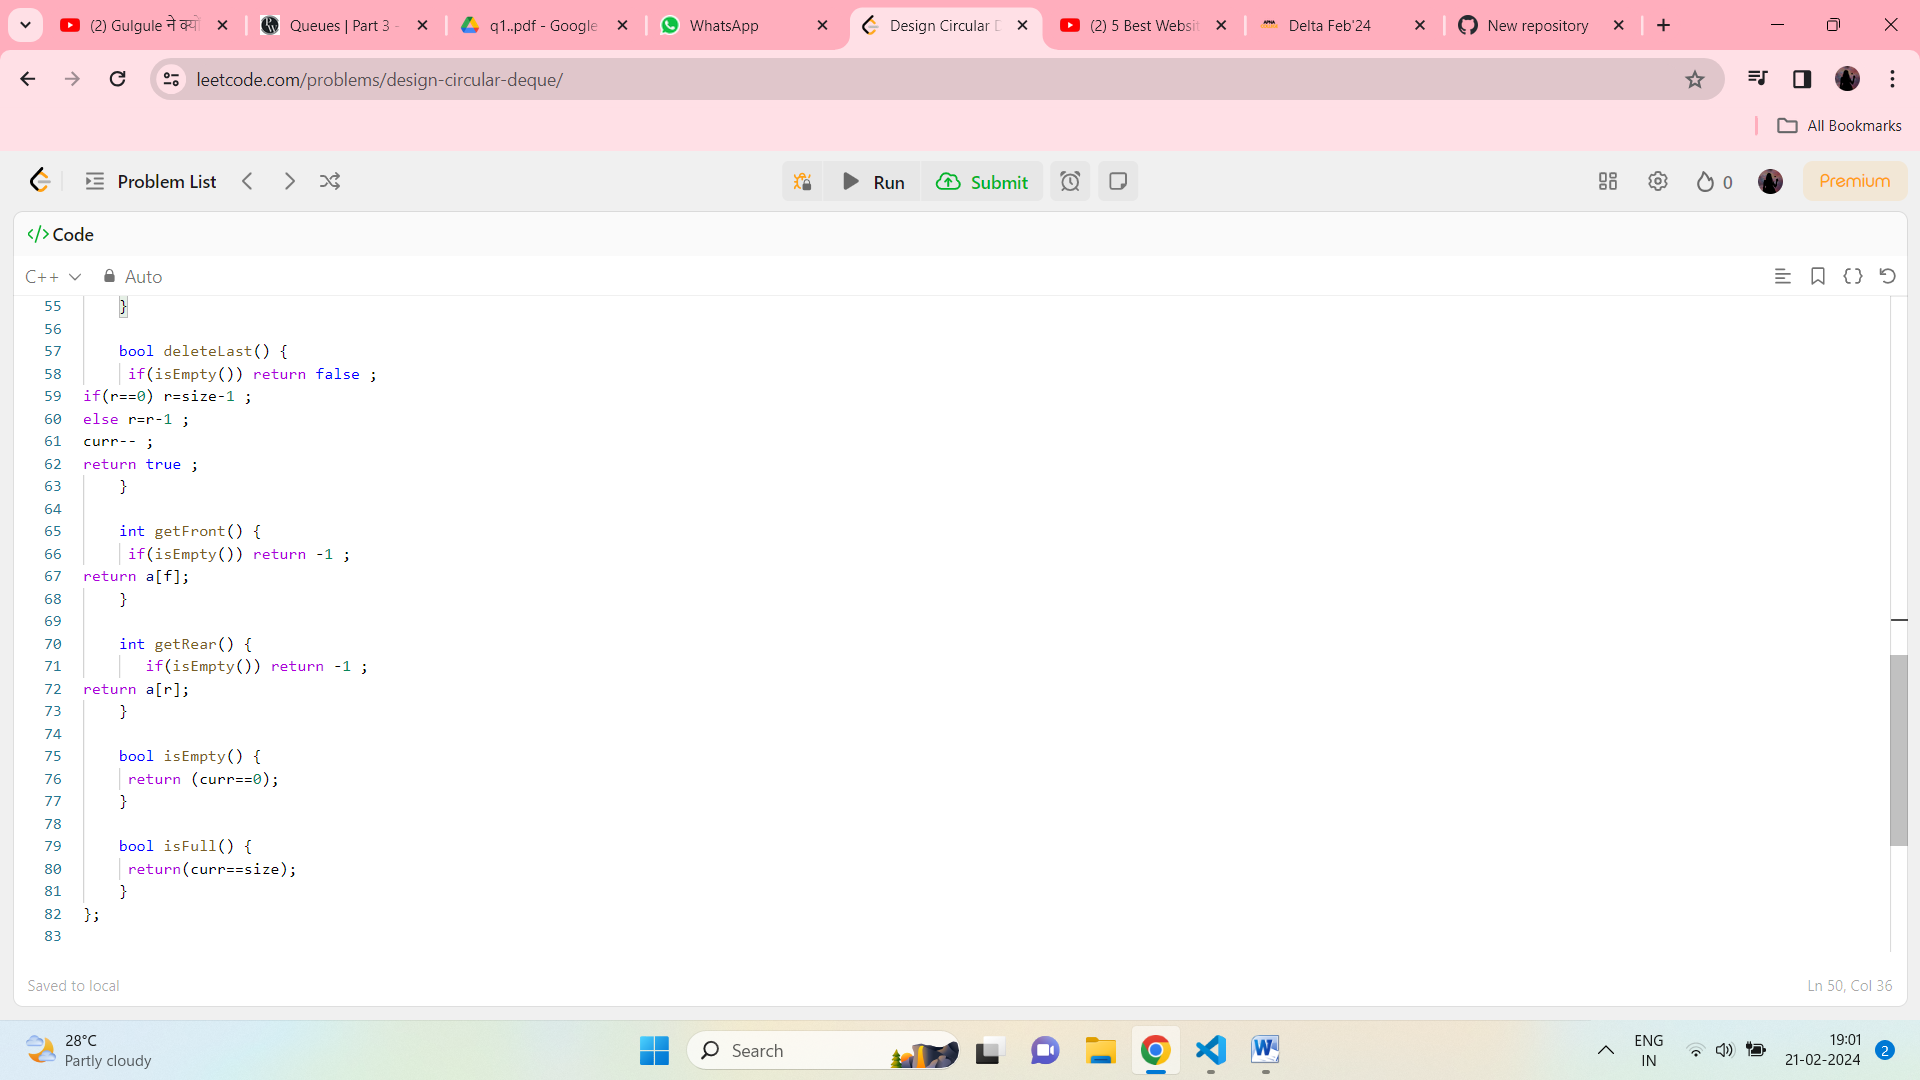 (2) Gulgule ने क्यो
Queues | Part 3 -
q1..pdf - Google
WhatsApp
Design Circular D
(2) 5 Best Websit
Delta Feb'24
New repository
leetcode.com/problems/design-circular-deque/
All Bookmarks
Problem List
Run
Submit
0
Premium
</> Code
C++
Auto
55 }
56
57 bool deleteLast() {
58 if(isEmpty()) return false ;
59 if(r==0) r=size-1 ;
60 else r=r-1 ;
61 curr-- ;
62 return true ;
63 }
64
65 int getFront() {
66 if(isEmpty()) return -1 ;
67 return a[f];
68 }
69
70 int getRear() {
71 if(isEmpty()) return -1 ;
72 return a[r];
73 }
74
75 bool isEmpty() {
76 return (curr==0);
77 }
78
79 bool isFull() {
80 return(curr==size);
81 }
82 };
83
Saved to local
Ln 50, Col 36
28°C
Partly cloudy
Search
ENG
IN
19:01
21-02-2024
2